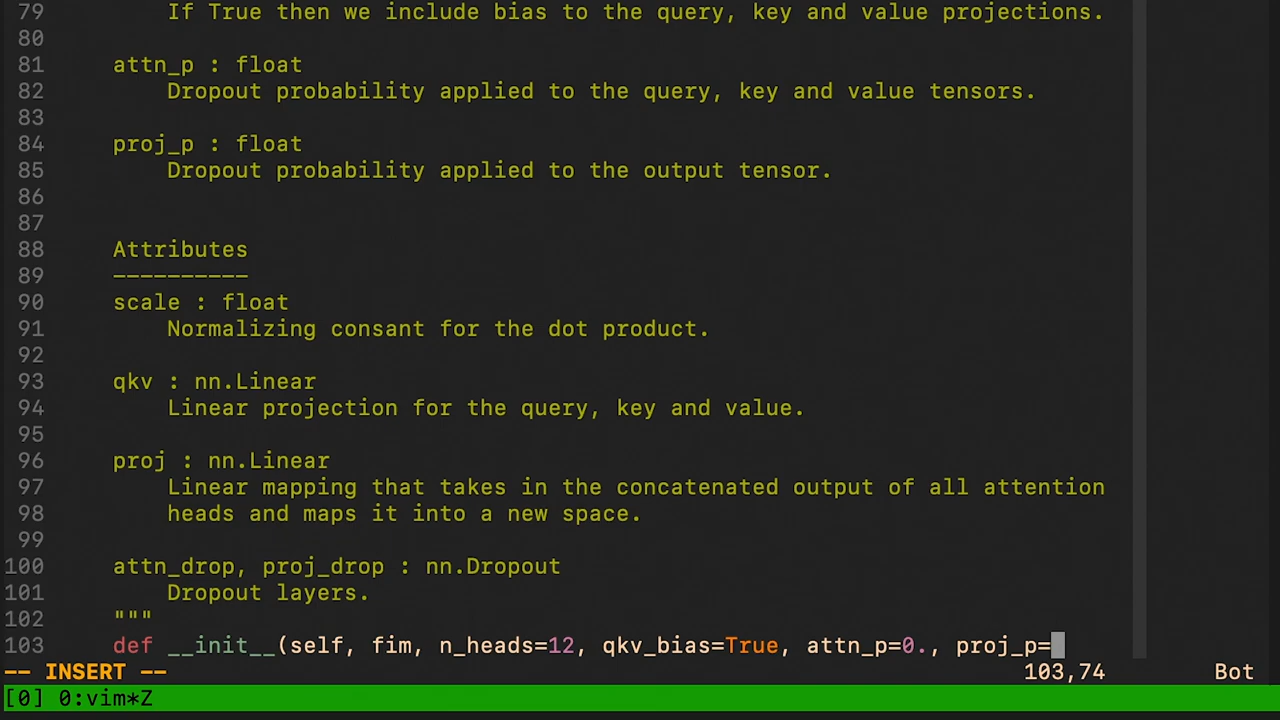 79 If True then we include bias to the query, key and value projections.
80
81 attn_p : float
82 Dropout probability applied to the query, key and value tensors.
83
84 proj_p : float
85 Dropout probability applied to the output tensor.
86
87
88 Attributes
89 ----------
90 scale : float
91 Normalizing consant for the dot product.
92
93 qkv : nn.Linear
94 Linear projection for the query, key and value.
95
96 proj : nn.Linear
97 Linear mapping that takes in the concatenated output of all attention
98 heads and maps it into a new space.
99
100 attn_drop, proj_drop : nn.Dropout
101 Dropout layers.
102 """
103 def __init__(self, fim, n_heads=12, qkv_bias=True, attn_p=0., proj_p=
-- INSERT -- 103,74 Bot
[0] 0:vim*Z